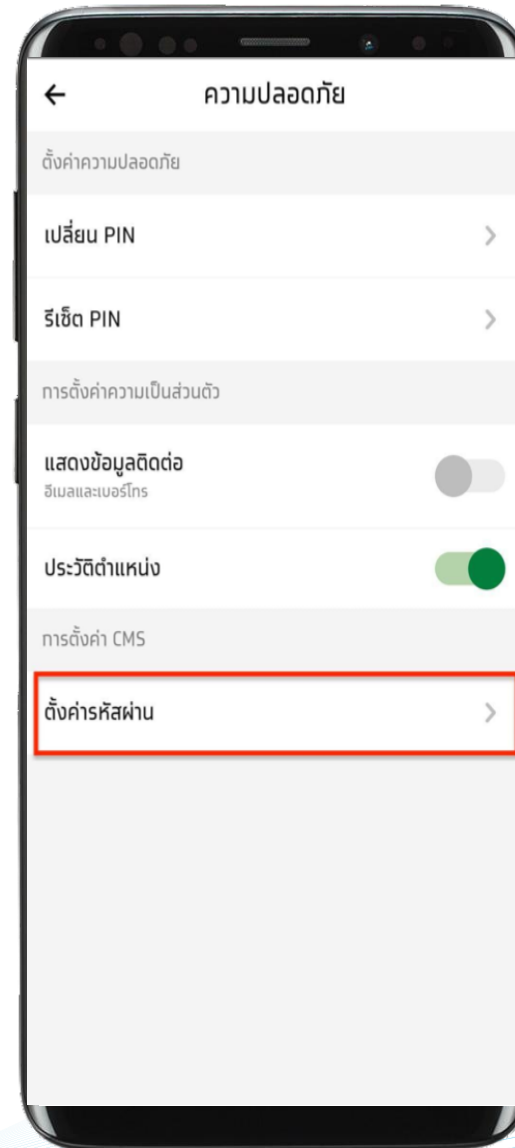 ความปลอดภัย
ตั้งค่าความปลอดภัย
เปลี่ยน PIN
รีเซ็ต PIN
การตั้งค่าความเป็นส่วนตัว
แสดงข้อมูลติดต่อ
อีเมลและเบอร์โทร
ประวัติตำแหน่ง
การตั้งค่า CMS
ตั้งค่ารหัสผ่าน